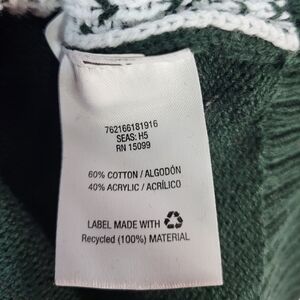 762166181916
SEAS: H5
RN 15099
60% COTTON / ALGODÓN
40% ACRYLIC / ACRÍLICO
LABEL MADE WITH
Recycled (100%) MATERIAL